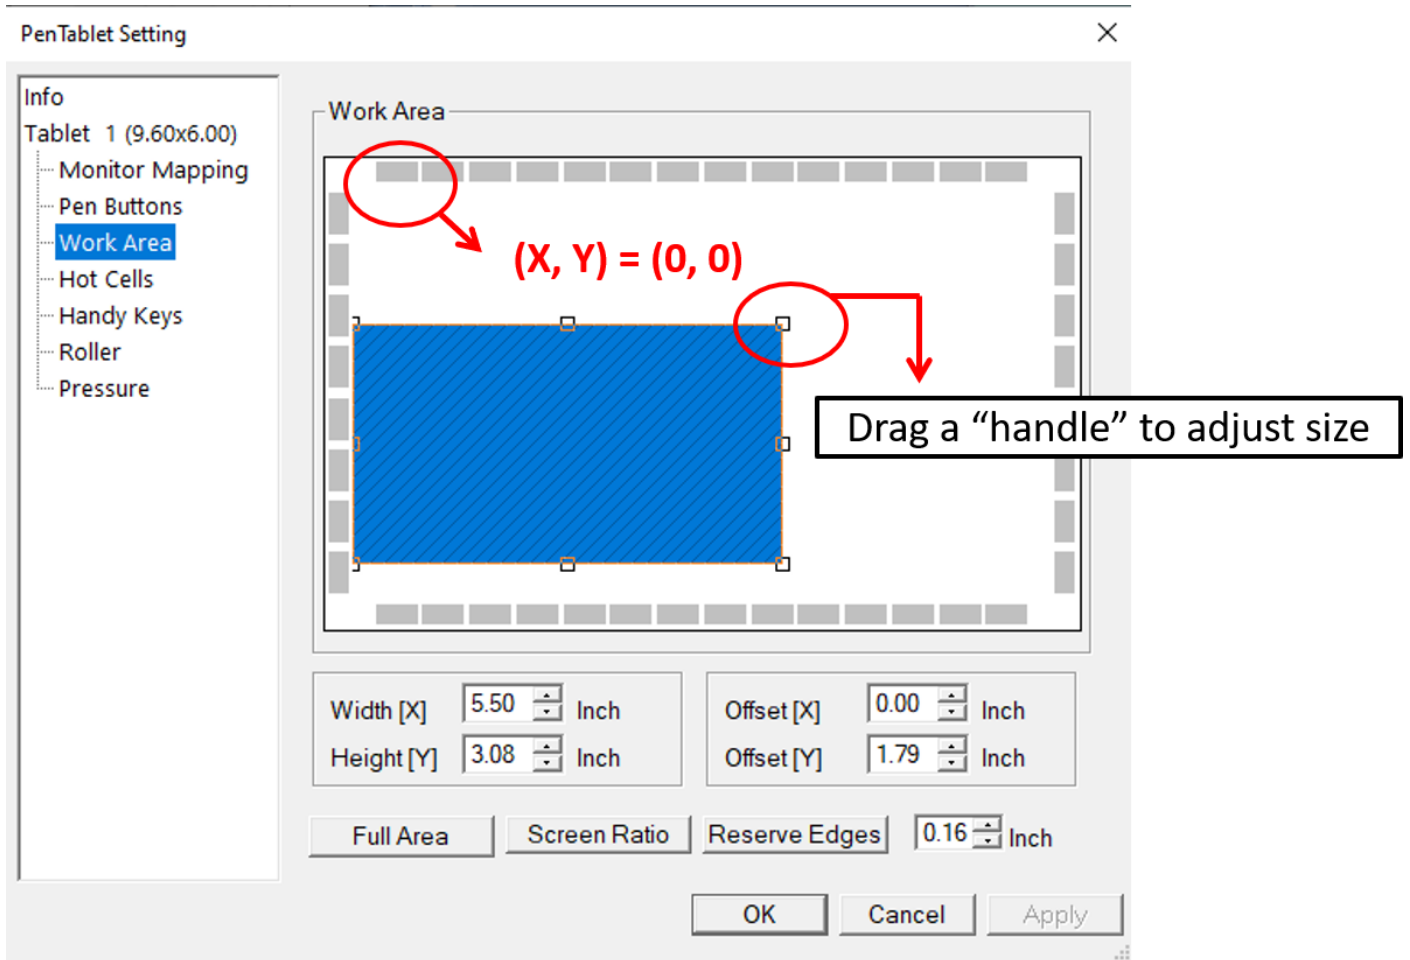 PenTablet Setting
Info
Tablet 1 (9.60x6.00)
Monitor Mapping
Pen Buttons
Work Area
Hot Cells
Handy Keys
Roller
Pressure
Work Area
(X, Y) = (0, 0)
Drag a “handle” to adjust size
Width [X] 5.50 Inch
Height [Y] 3.08 Inch
Offset [X] 0.00 Inch
Offset [Y] 1.79 Inch
Full Area Screen Ratio Reserve Edges 0.16 Inch
OK Cancel Apply